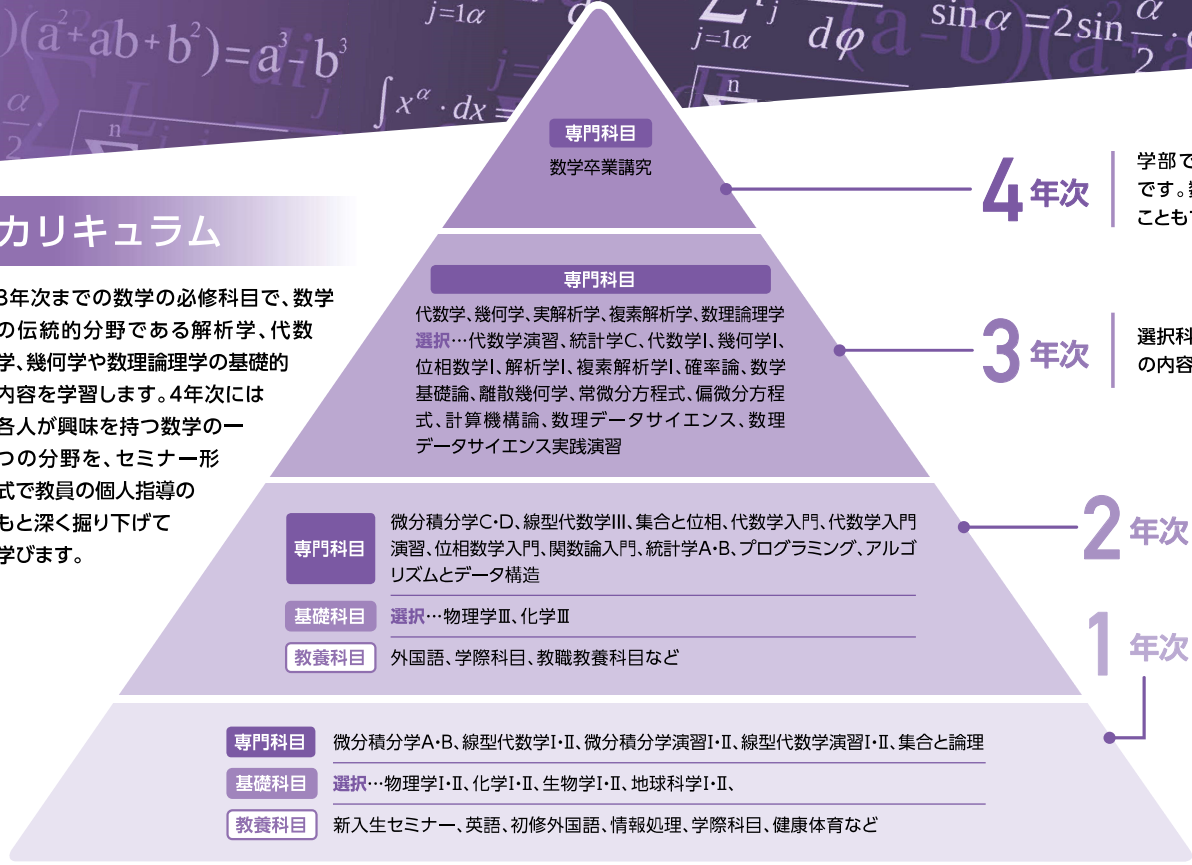 )(a²+ab+b²)=a³-b³
j=1α
∫x^α・dx=
j=1α
dφ
sin α =2sin α/2・
カリキュラム
3年次までの数学の必修科目で、数学
の伝統的分野である解析学、代数
学、幾何学や数理論理学の基礎的
内容を学習します。4年次には
各人が興味を持つ数学の一
つの分野を、セミナー形
式で教員の個人指導の
もと深く掘り下げて
学びます。
専門科目
数学卒業講究
4年次
学部で
です。
こともで
専門科目
代数学、幾何学、実解析学、複素解析学、数理論理学
選択…代数学演習、統計学C、代数学I、幾何学I、
位相数学I、解析学I、複素解析学I、確率論、数学
基礎論、離散幾何学、常微分方程式、偏微分方程
式、計算機構論、数理データサイエンス、数理
データサイエンス実践演習
3年次
選択科
の内容
専門科目
微分積分学C・D、線型代数学III、集合と位相、代数学入門、代数学入門
演習、位相数学入門、関数論入門、統計学A・B、プログラミング、アルゴ
リズムとデータ構造
基礎科目
選択…物理学Ⅲ、化学Ⅲ
教養科目
外国語、学際科目、教職教養科目など
2年次
1年次
専門科目
微分積分学A・B、線型代数学I・II、微分積分学演習I・II、線型代数学演習I・II、集合と論理
基礎科目
選択…物理学I・II、化学I・II、生物学I・II、地球科学I・II、
教養科目
新入生セミナー、英語、初修外国語、情報処理、学際科目、健康体育など